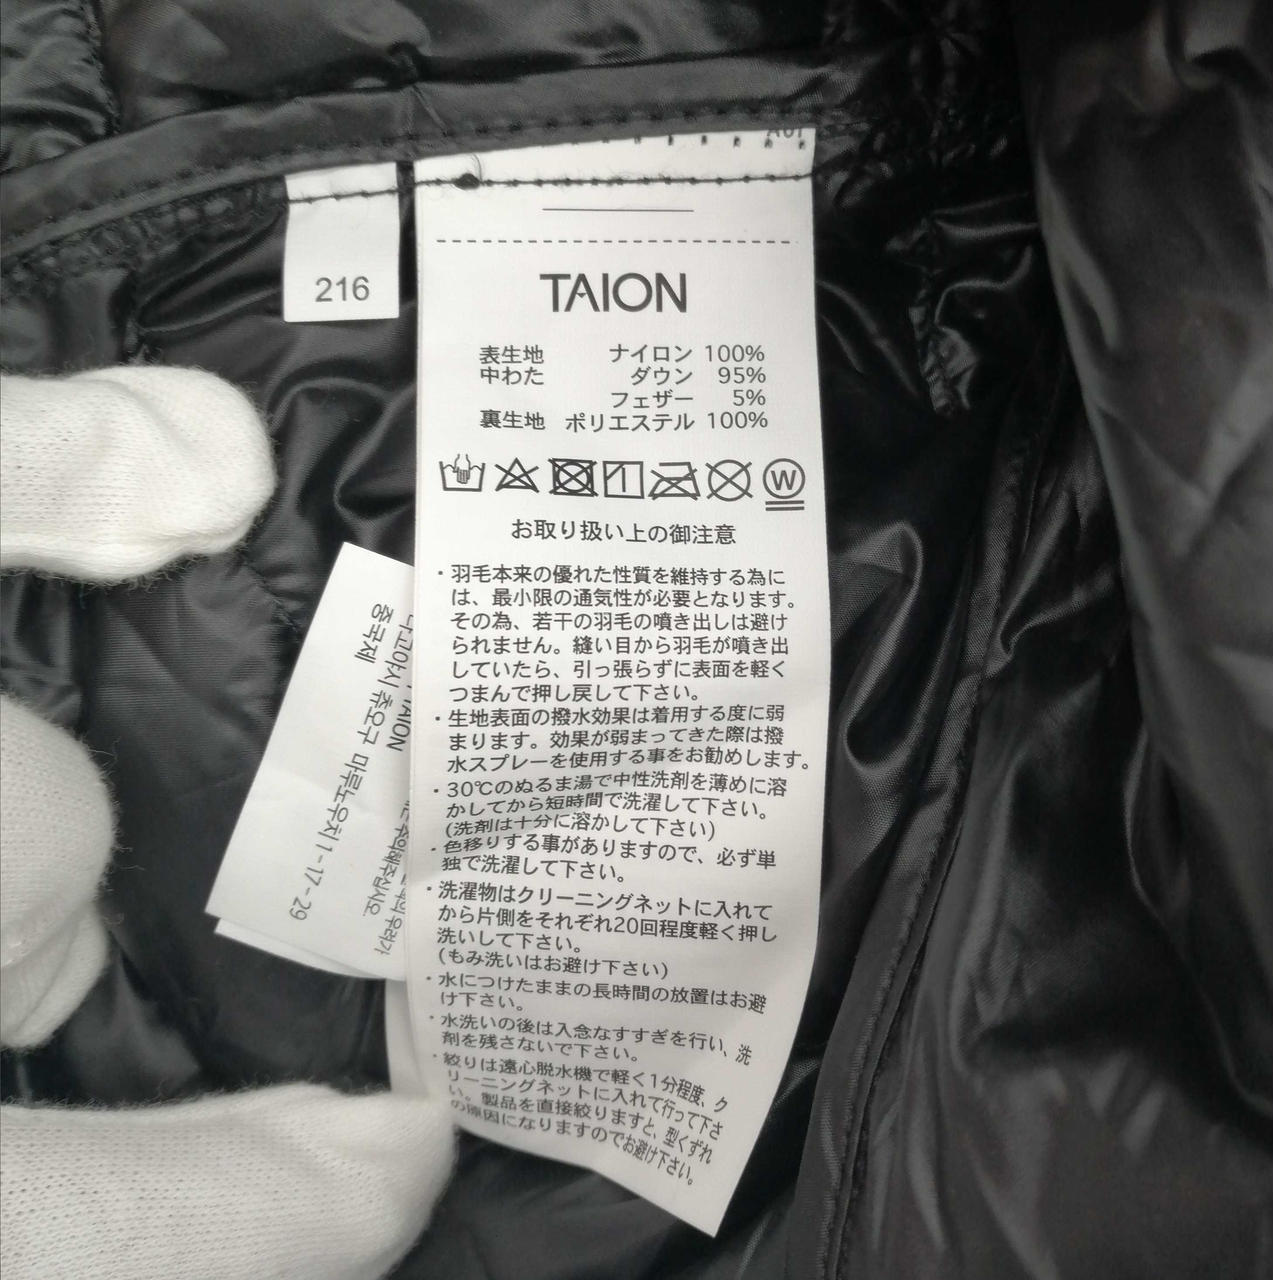 216
TAION
表生地 ナイロン 100%
中わた ダウン 95%
フェザー 5%
裏生地 ポリエステル 100%
W
お取り扱い上の御注意
・羽毛本来の優れた性質を維持する為に
は、最小限の通気性が必要となります。
その為、若干の羽毛の噴き出しは避け
られません。縫い目から羽毛が噴き出
していたら、引っ張らずに表面を軽く
つまんで押し戻して下さい。
・生地表面の撥水効果は着用する度に弱
まります。効果が弱まってきた際は撥
水スプレーを使用する事をお勧めします。
・30℃のぬるま湯で中性洗剤を薄めに溶
かしてから短時間で洗濯して下さい。
(洗剤は十分に溶かして下さい)
・色移りする事がありますので、必ず単
独で洗濯して下さい。
・洗濯物はクリーニングネットに入れて
から片側をそれぞれ20回程度軽く押し
洗いして下さい。
(もみ洗いはお避け下さい)
・水につけたままの長時間の放置はお避
け下さい。
・水洗いの後は入念なすすぎを行い、洗
剤を残さないで下さい。
・絞りは遠心脱水機で軽く1分程度、ク
リーニングネットに入れて行って下さ
い。製品を直接絞りますと、型くずれ
の原因になりますのでお避け下さい。
TAION
중국제
나고야시 츄오구 마루노우치 1-17-29